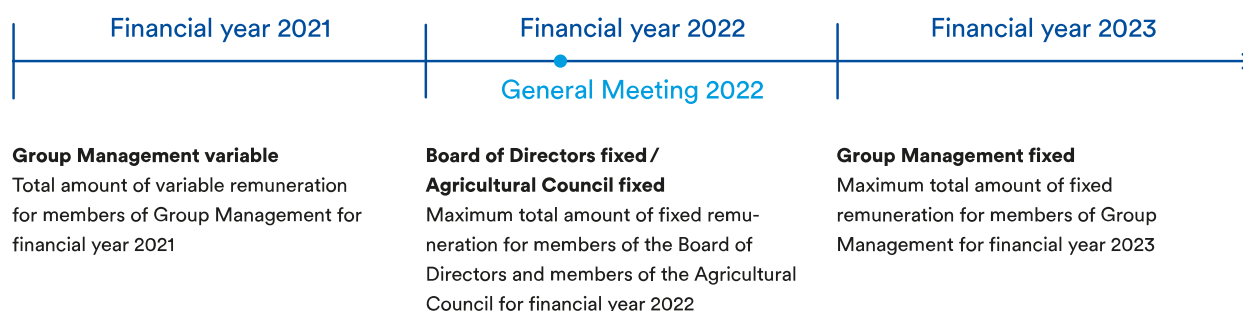 Financial year 2021
Financial year 2022
Financial year 2023
General Meeting 2022
Group Management variable
Total amount of variable remuneration
for members of Group Management for
financial year 2021
Board of Directors fixed /
Agricultural Council fixed
Maximum total amount of fixed remu-
neration for members of the Board of
Directors and members of the Agricultural
Council for financial year 2022
Group Management fixed
Maximum total amount of fixed
remuneration for members of Group
Management for financial year 2023